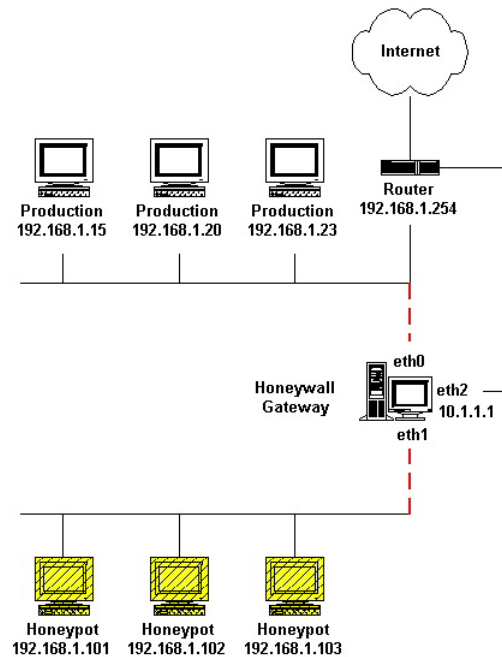 Internet
Router
192.168.1.254
Production
192.168.1.15
Production
192.168.1.20
Production
192.168.1.23
eth0
Honeywall
Gateway
eth2
10.1.1.1
eth1
Honeypot
192.168.1.101
Honeypot
192.168.1.102
Honeypot
192.168.1.103